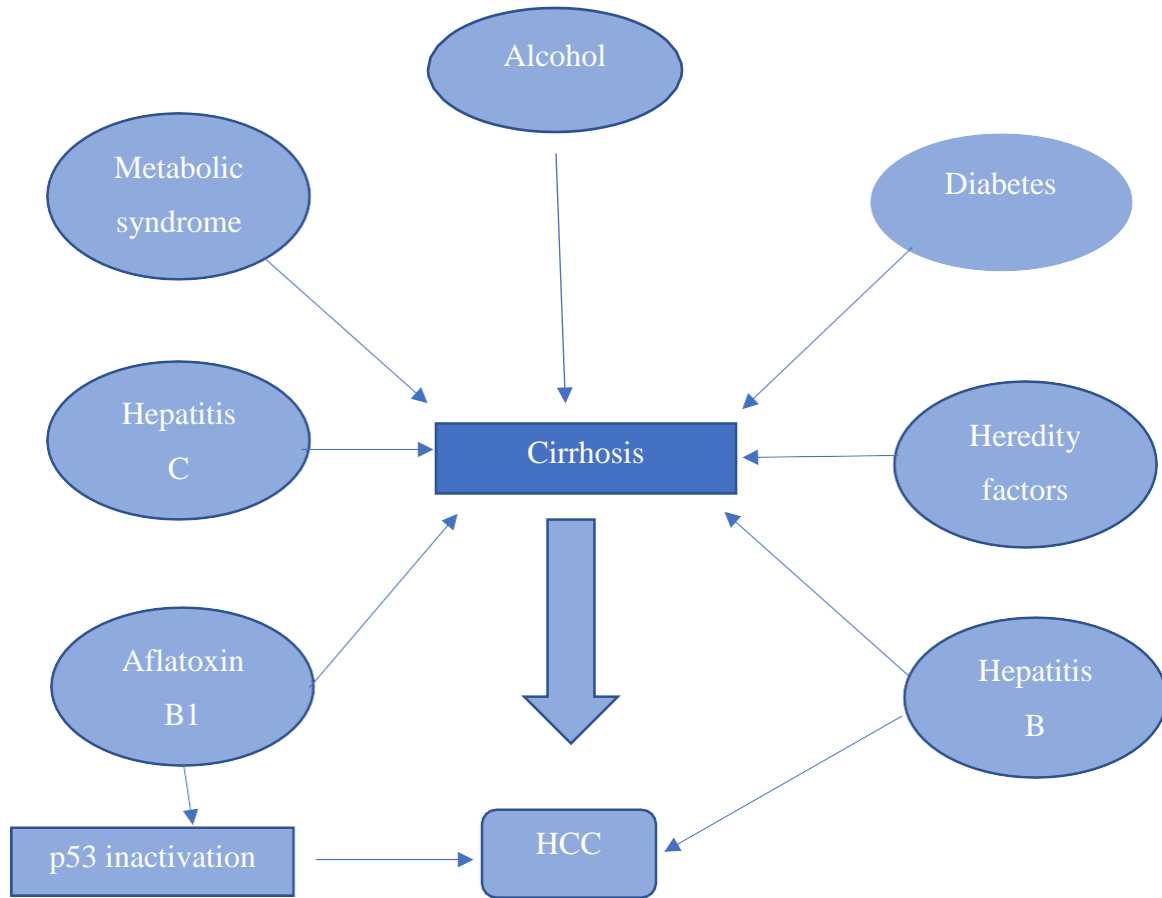 Alcohol
Metabolic
syndrome
Diabetes
Hepatitis
C
Cirrhosis
Heredity
factors
Aflatoxin
B1
Hepatitis
B
p53 inactivation
HCC